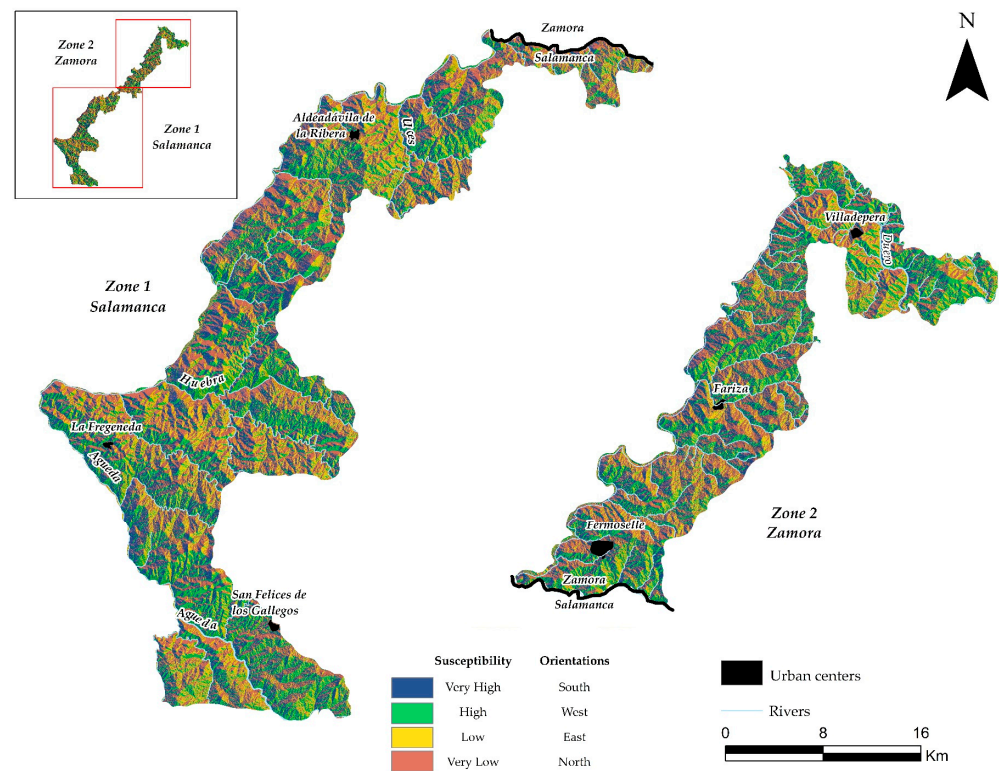 Zone 2
Zamora
Zone 1
Salamanca
Zamora
Salamanca
N
Aldeadávila de
la Ribera
Uces
Villadepera
Duero
Zone 1
Salamanca
Huebra
Fariza
La Fregeneda
Agueda
Zone 2
Zamora
Fermoselle
Zamora
Salamanca
San Felices de
los Gallegos
Agueda
Susceptibility Orientations
Very High South
High West
Low East
Very Low North
Urban centers
Rivers
0 8 16
Km